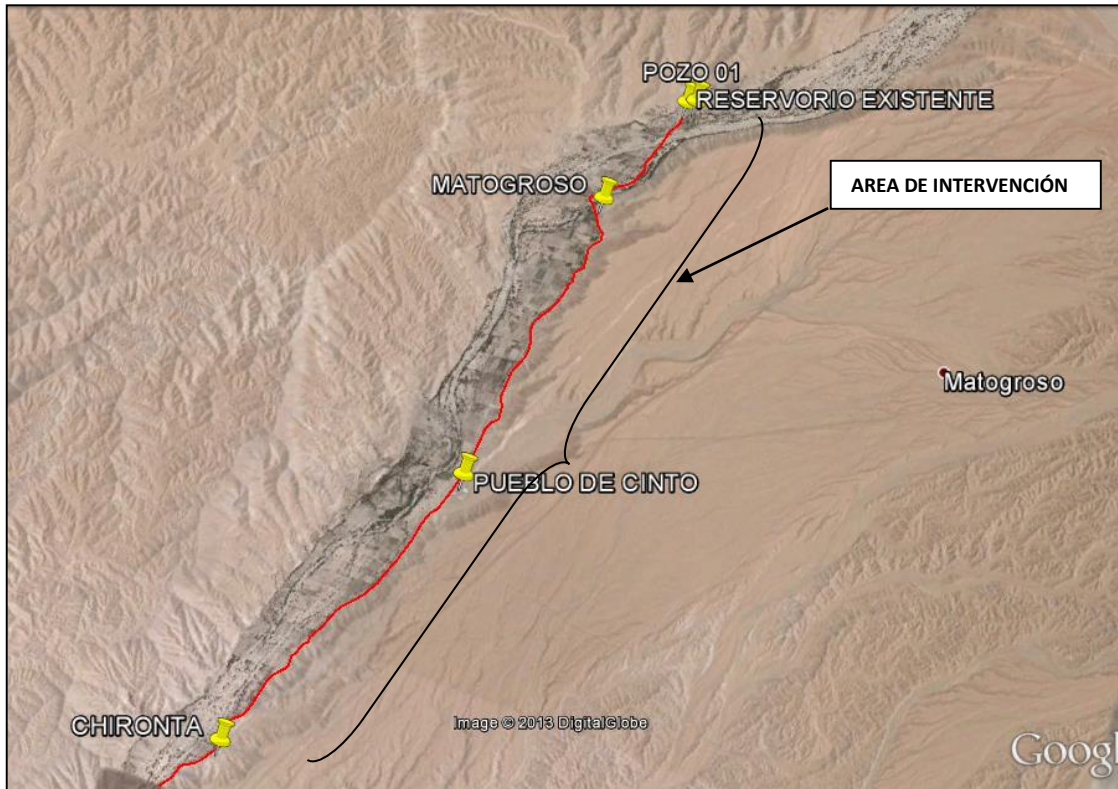 POZO 01
RESERVORIO EXISTENTE
MATOGROSO
AREA DE INTERVENCIÓN
Matogroso
PUEBLO DE CINTO
CHIRONTA
Image © 2013 DigitalGlobe
Googl